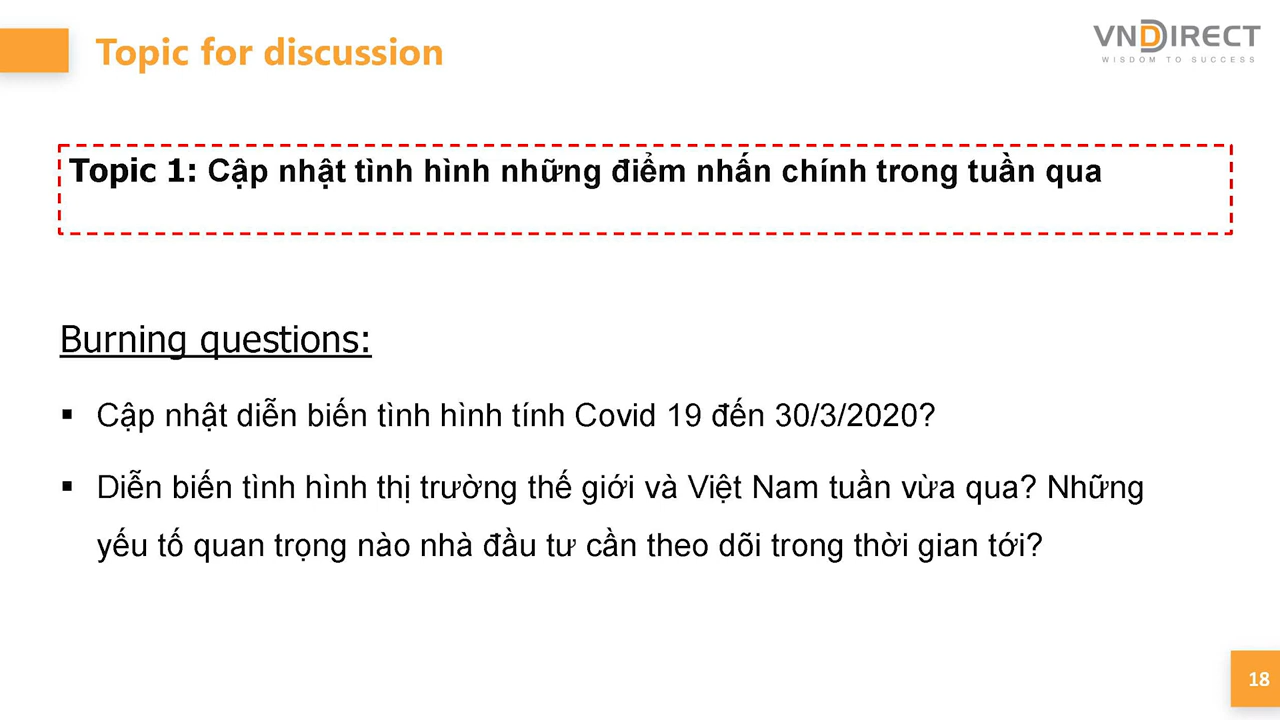 Topic for discussion
VNDIRECT
WISDOM TO SUCCESS
Topic 1: Cập nhật tình hình những điểm nhấn chính trong tuần qua
Burning questions:
▪ Cập nhật diễn biến tình hình tính Covid 19 đến 30/3/2020?
▪ Diễn biến tình hình thị trường thế giới và Việt Nam tuần vừa qua? Những
yếu tố quan trọng nào nhà đầu tư cần theo dõi trong thời gian tới?
18